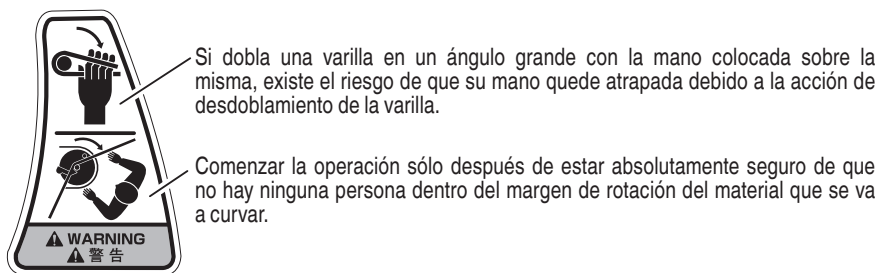 Si dobla una varilla en un ángulo grande con la mano colocada sobre la
misma, existe el riesgo de que su mano quede atrapada debido a la acción de
desdoblamiento de la varilla.
Comenzar la operación sólo después de estar absolutamente seguro de que
no hay ninguna persona dentro del margen de rotación del material que se va
a curvar.
WARNING
警告